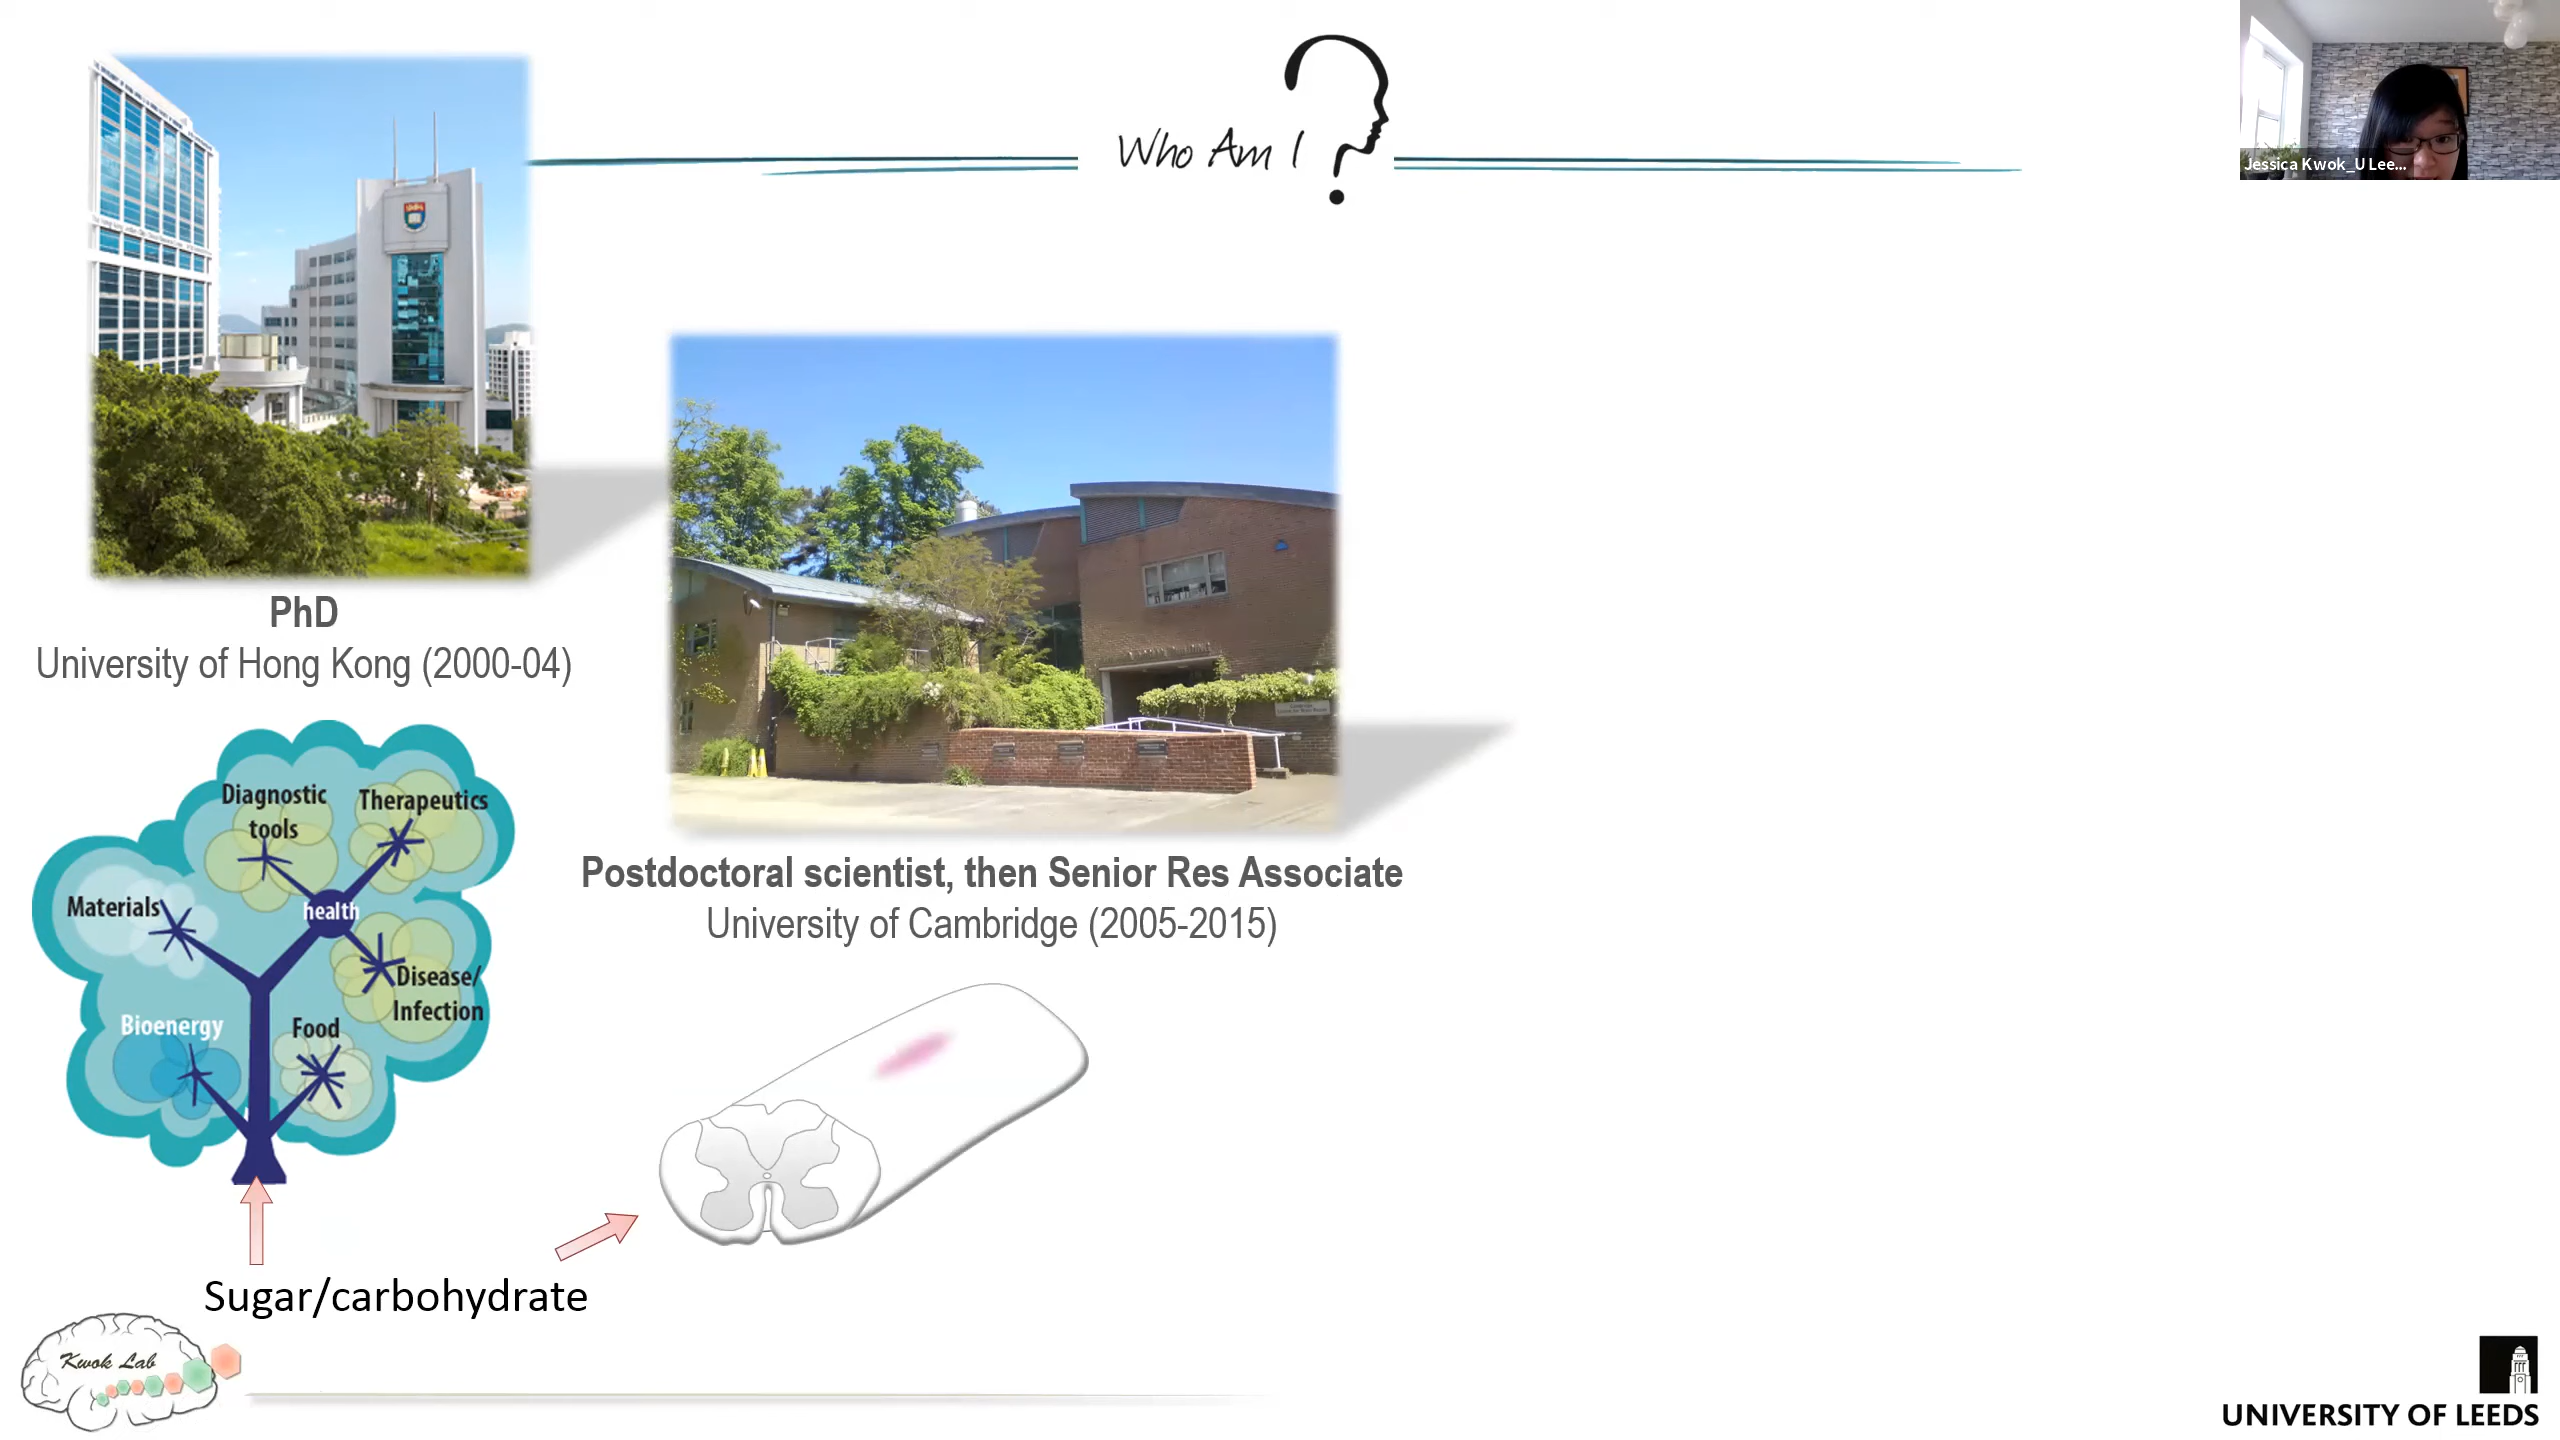 Who Am I
Jessica Kwok_U Lee...
PhD
University of Hong Kong (2000-04)
Postdoctoral scientist, then Senior Res Associate
University of Cambridge (2005-2015)
Diagnostic
tools
Therapeutics
Materials
health
Disease/
Infection
Bioenergy
Food
Sugar/carbohydrate
Kwok Lab
UNIVERSITY OF LEEDS